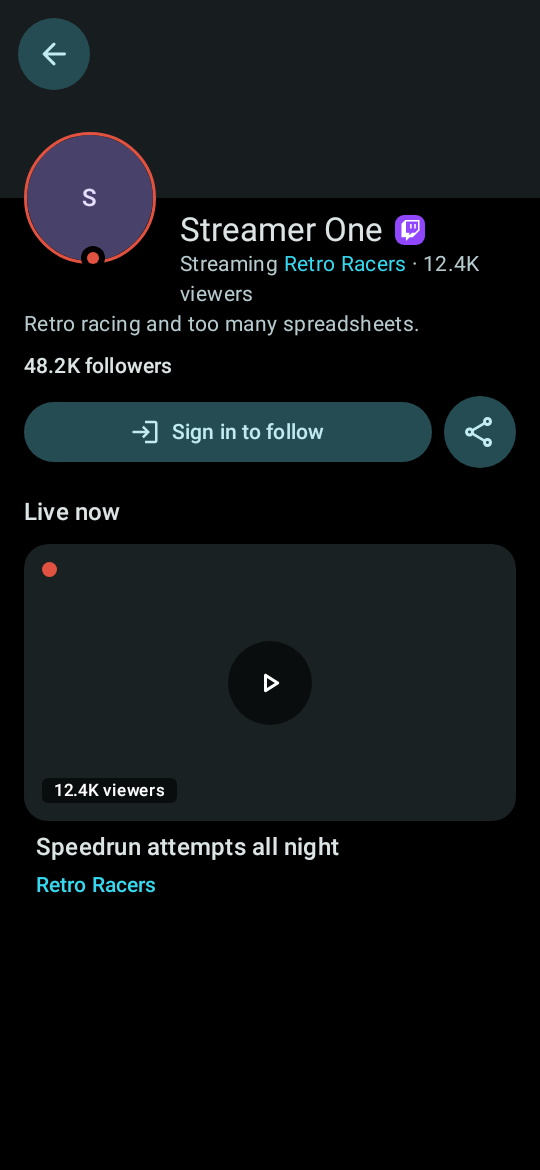 S
Streamer One
Streaming Retro Racers · 12.4K
viewers
Retro racing and too many spreadsheets.
48.2K followers
Sign in to follow
Live now
12.4K viewers
Speedrun attempts all night
Retro Racers